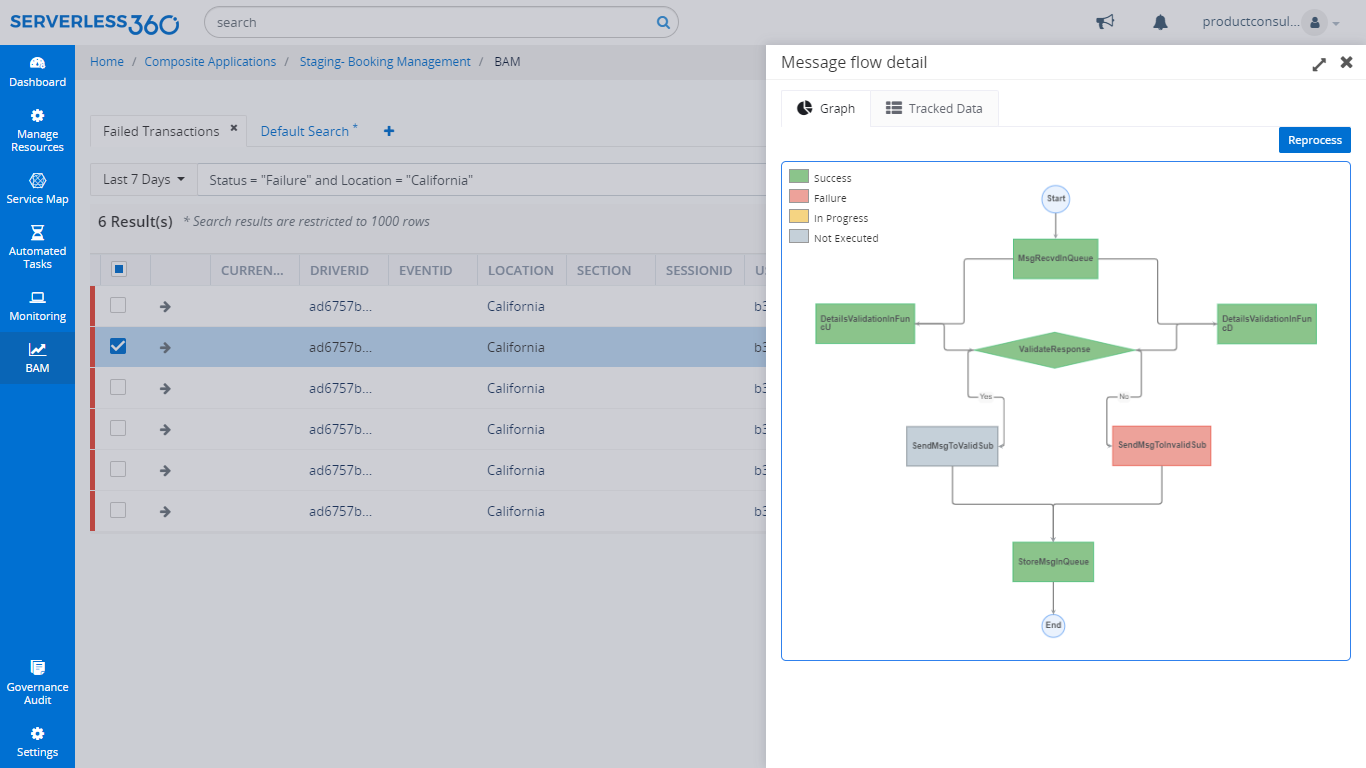 SERVERLESS360
search
productconsul...
Dashboard
Manage
Resources
Service Map
Automated
Tasks
Monitoring
BAM
Governance
Audit
Settings
Home / Composite Applications / Staging- Booking Management / BAM
Failed Transactions
Default Search *
Last 7 Days
Status = "Failure" and Location = "California"
6 Result(s) * Search results are restricted to 1000 rows
CURREN... DRIVERID EVENTID LOCATION SECTION SESSIONID U
ad6757b... California b3
ad6757b... California b3
ad6757b... California b3
ad6757b... California b3
ad6757b... California b3
ad6757b... California b3
Message flow detail
Graph
Tracked Data
Reprocess
Success
Failure
In Progress
Not Executed
Start
MsgRecvdInQueue
DetailsValidationInFun
cU
DetailsValidationInFun
cD
ValidateResponse
Yes
No
SendMsgToValidSub
SendMsgToInvalidSub
StoreMsgInQueue
End